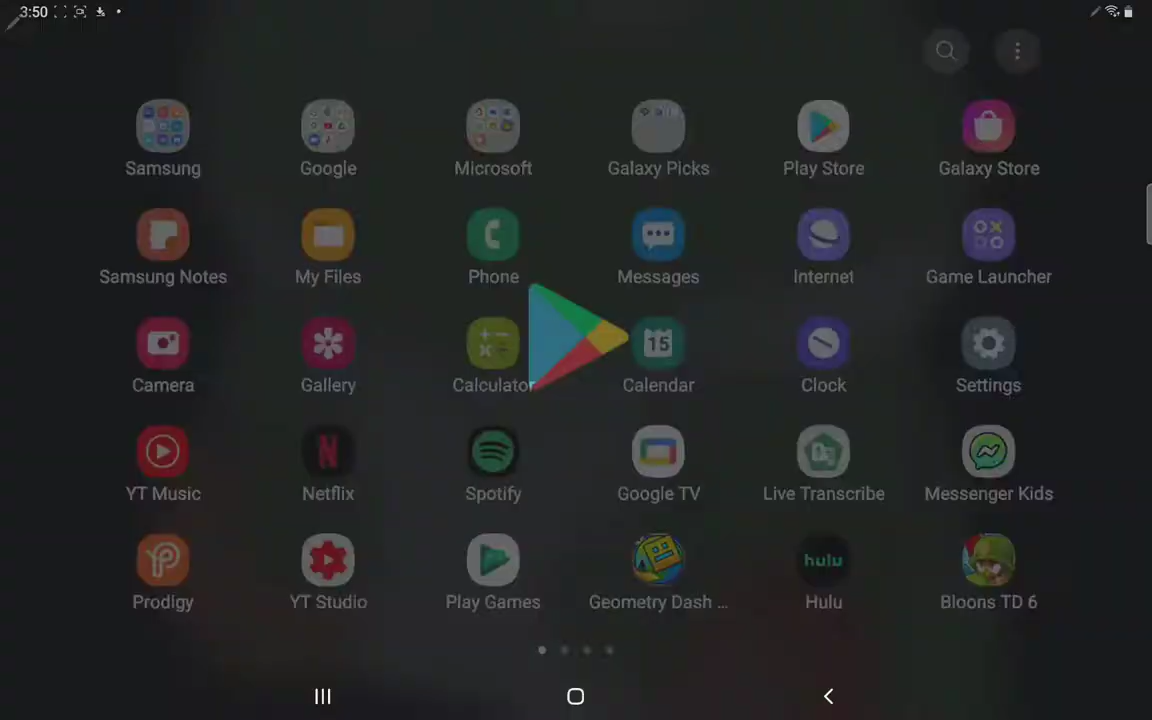 3:50
Samsung Google Microsoft Galaxy Picks Play Store Galaxy Store
Samsung Notes My Files Phone Messages Internet Game Launcher
15
Camera Gallery Calculator Calendar Clock Settings
YT Music Netflix Spotify Google TV Live Transcribe Messenger Kids
hulu
Prodigy YT Studio Play Games Geometry Dash ... Hulu Bloons TD 6